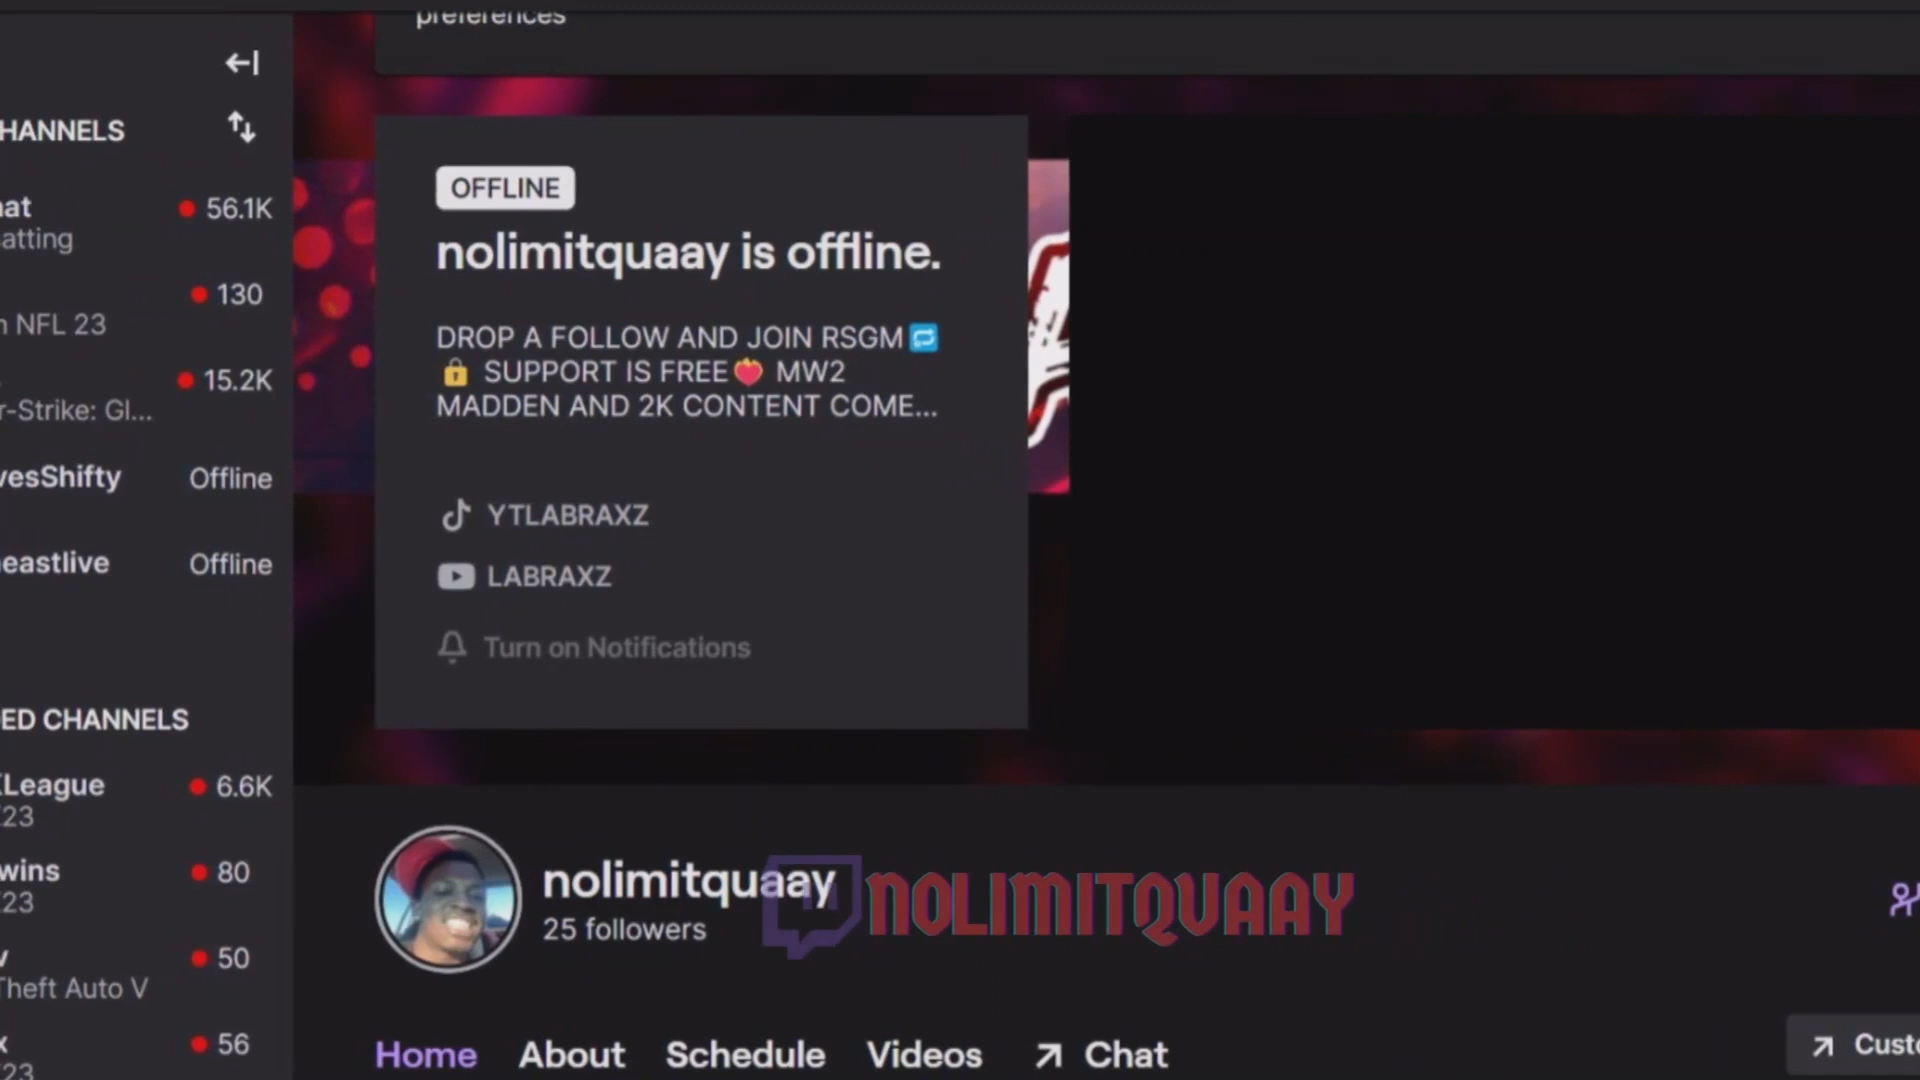 preferences
HANNELS
at
56.1K
atting
130
NFL 23
15.2K
r-Strike: Gl...
vesShifty
Offline
eastlive
Offline
ED CHANNELS
League
6.6K
23
wins
80
23
50
Theft Auto V
56
23
OFFLINE
nolimitquaay is offline.
DROP A FOLLOW AND JOIN RSGM🔁
🔒 SUPPORT IS FREE❤️ MW2
MADDEN AND 2K CONTENT COME...
YTLABRAXZ
LABRAXZ
Turn on Notifications
nolimitquaay
25 followers
NOLIMITQUAAY
Home About Schedule Videos Chat
Custo